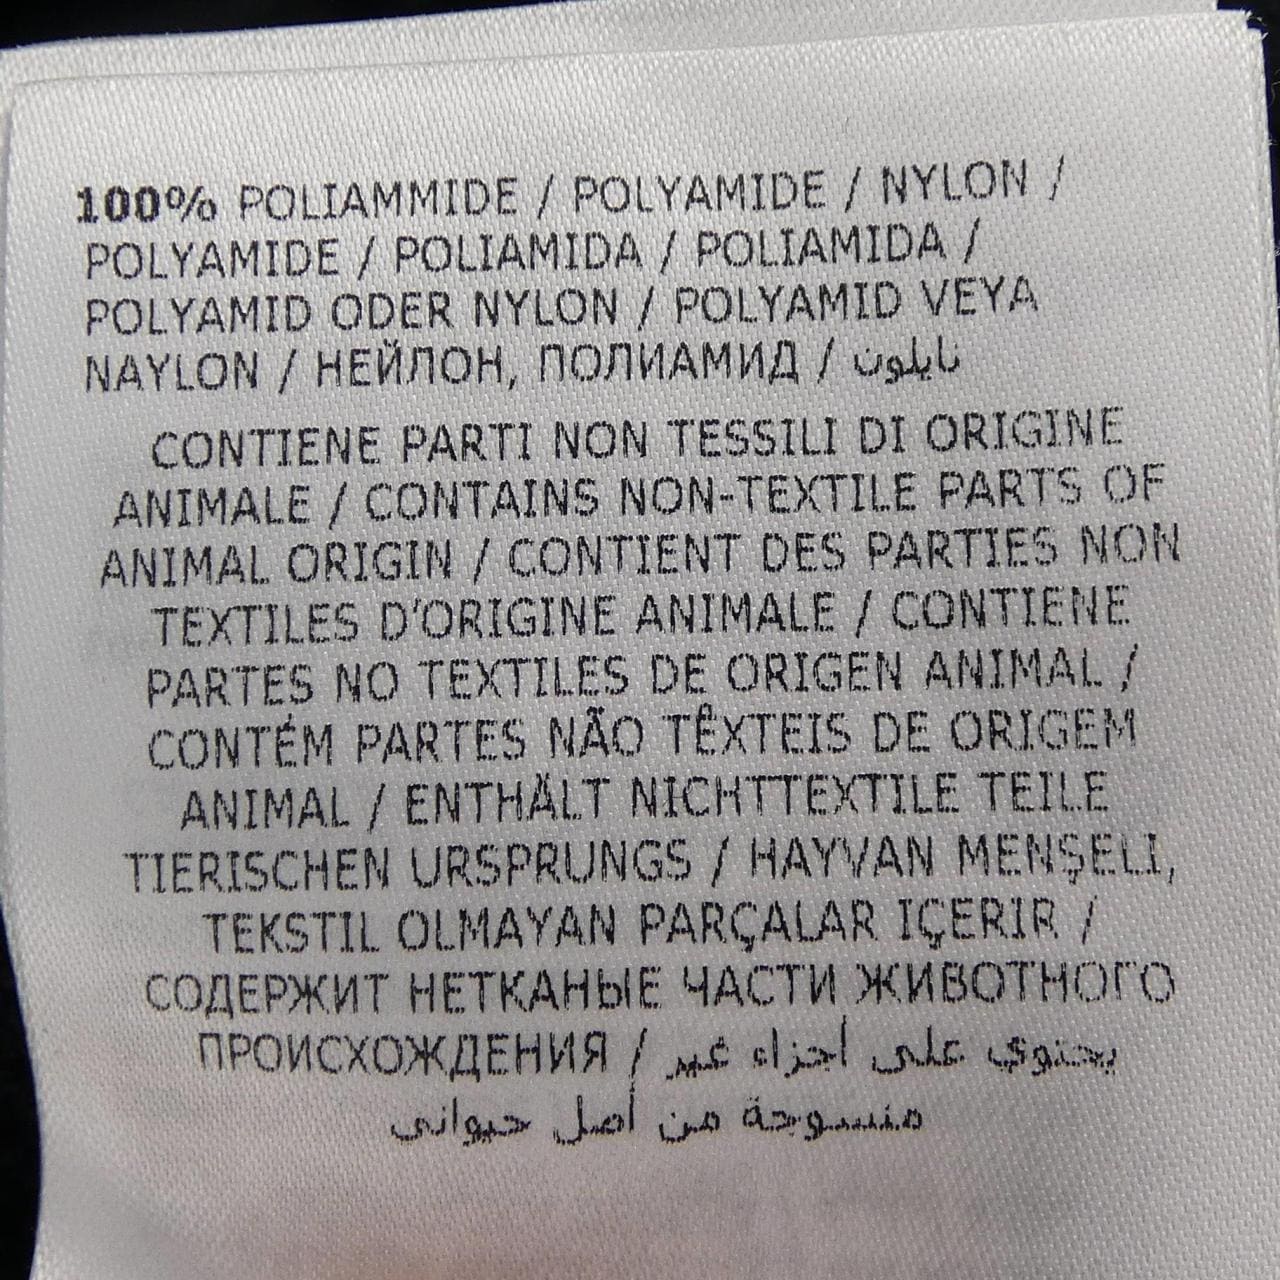 100% POLIAMMIDE / POLYAMIDE / NYLON /
POLYAMIDE / POLIAMIDA / POLIAMIDA /
POLYAMID ODER NYLON / POLYAMID VEYA
NAYLON / НЕЙЛОН, ПОЛИАМИД / نايلون
CONTIENE PARTI NON TESSILI DI ORIGINE
ANIMALE / CONTAINS NON-TEXTILE PARTS OF
ANIMAL ORIGIN / CONTIENT DES PARTIES NON
TEXTILES D'ORIGINE ANIMALE / CONTIENE
PARTES NO TEXTILES DE ORIGEN ANIMAL /
CONTÉM PARTES NÃO TÊXTEIS DE ORIGEM
ANIMAL / ENTHÄLT NICHTTEXTILE TEILE
TIERISCHEN URSPRUNGS / HAYVAN MENŞELI,
TEKSTIL OLMAYAN PARÇALAR IÇERIR /
СОДЕРЖИТ НЕТКАНЫЕ ЧАСТИ ЖИВОТНОГО
ПРОИСХОЖДЕНИЯ / يحتوي على أجزاء غير
منسوجة من أصل حيواني